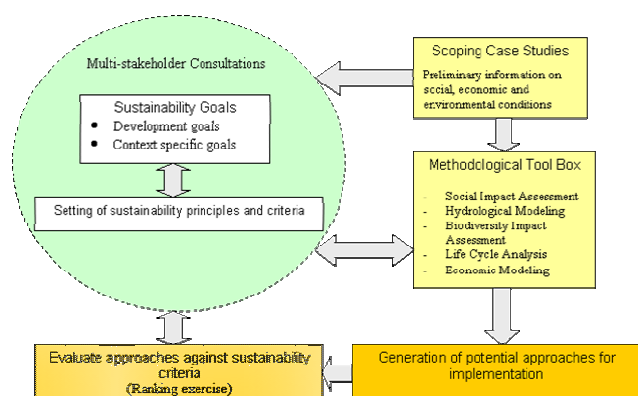 Multi-stakeholder Consultations
Sustainability Goals
• Development goals
• Context specific goals
Setting of sustainability principles and criteria
Scoping Case Studies
Preliminary information on
social, economic and
environmental conditions
Methodological Tool Box
- Social Impact Assessment
- Hydrological Modeling
- Biodiversity Impact
Assessment
- Life Cycle Analysis
- Economic Modeling
Evaluate approaches against sustainability
criteria
(Ranking exercise)
Generation of potential approaches for
implementation